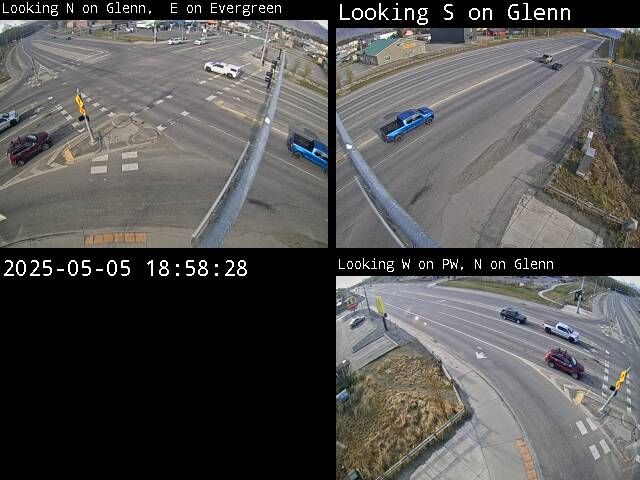 Looking N on Glenn,  E on Evergreen
Looking S on Glenn
2025-05-05 18:58:28
Looking W on PW, N on Glenn